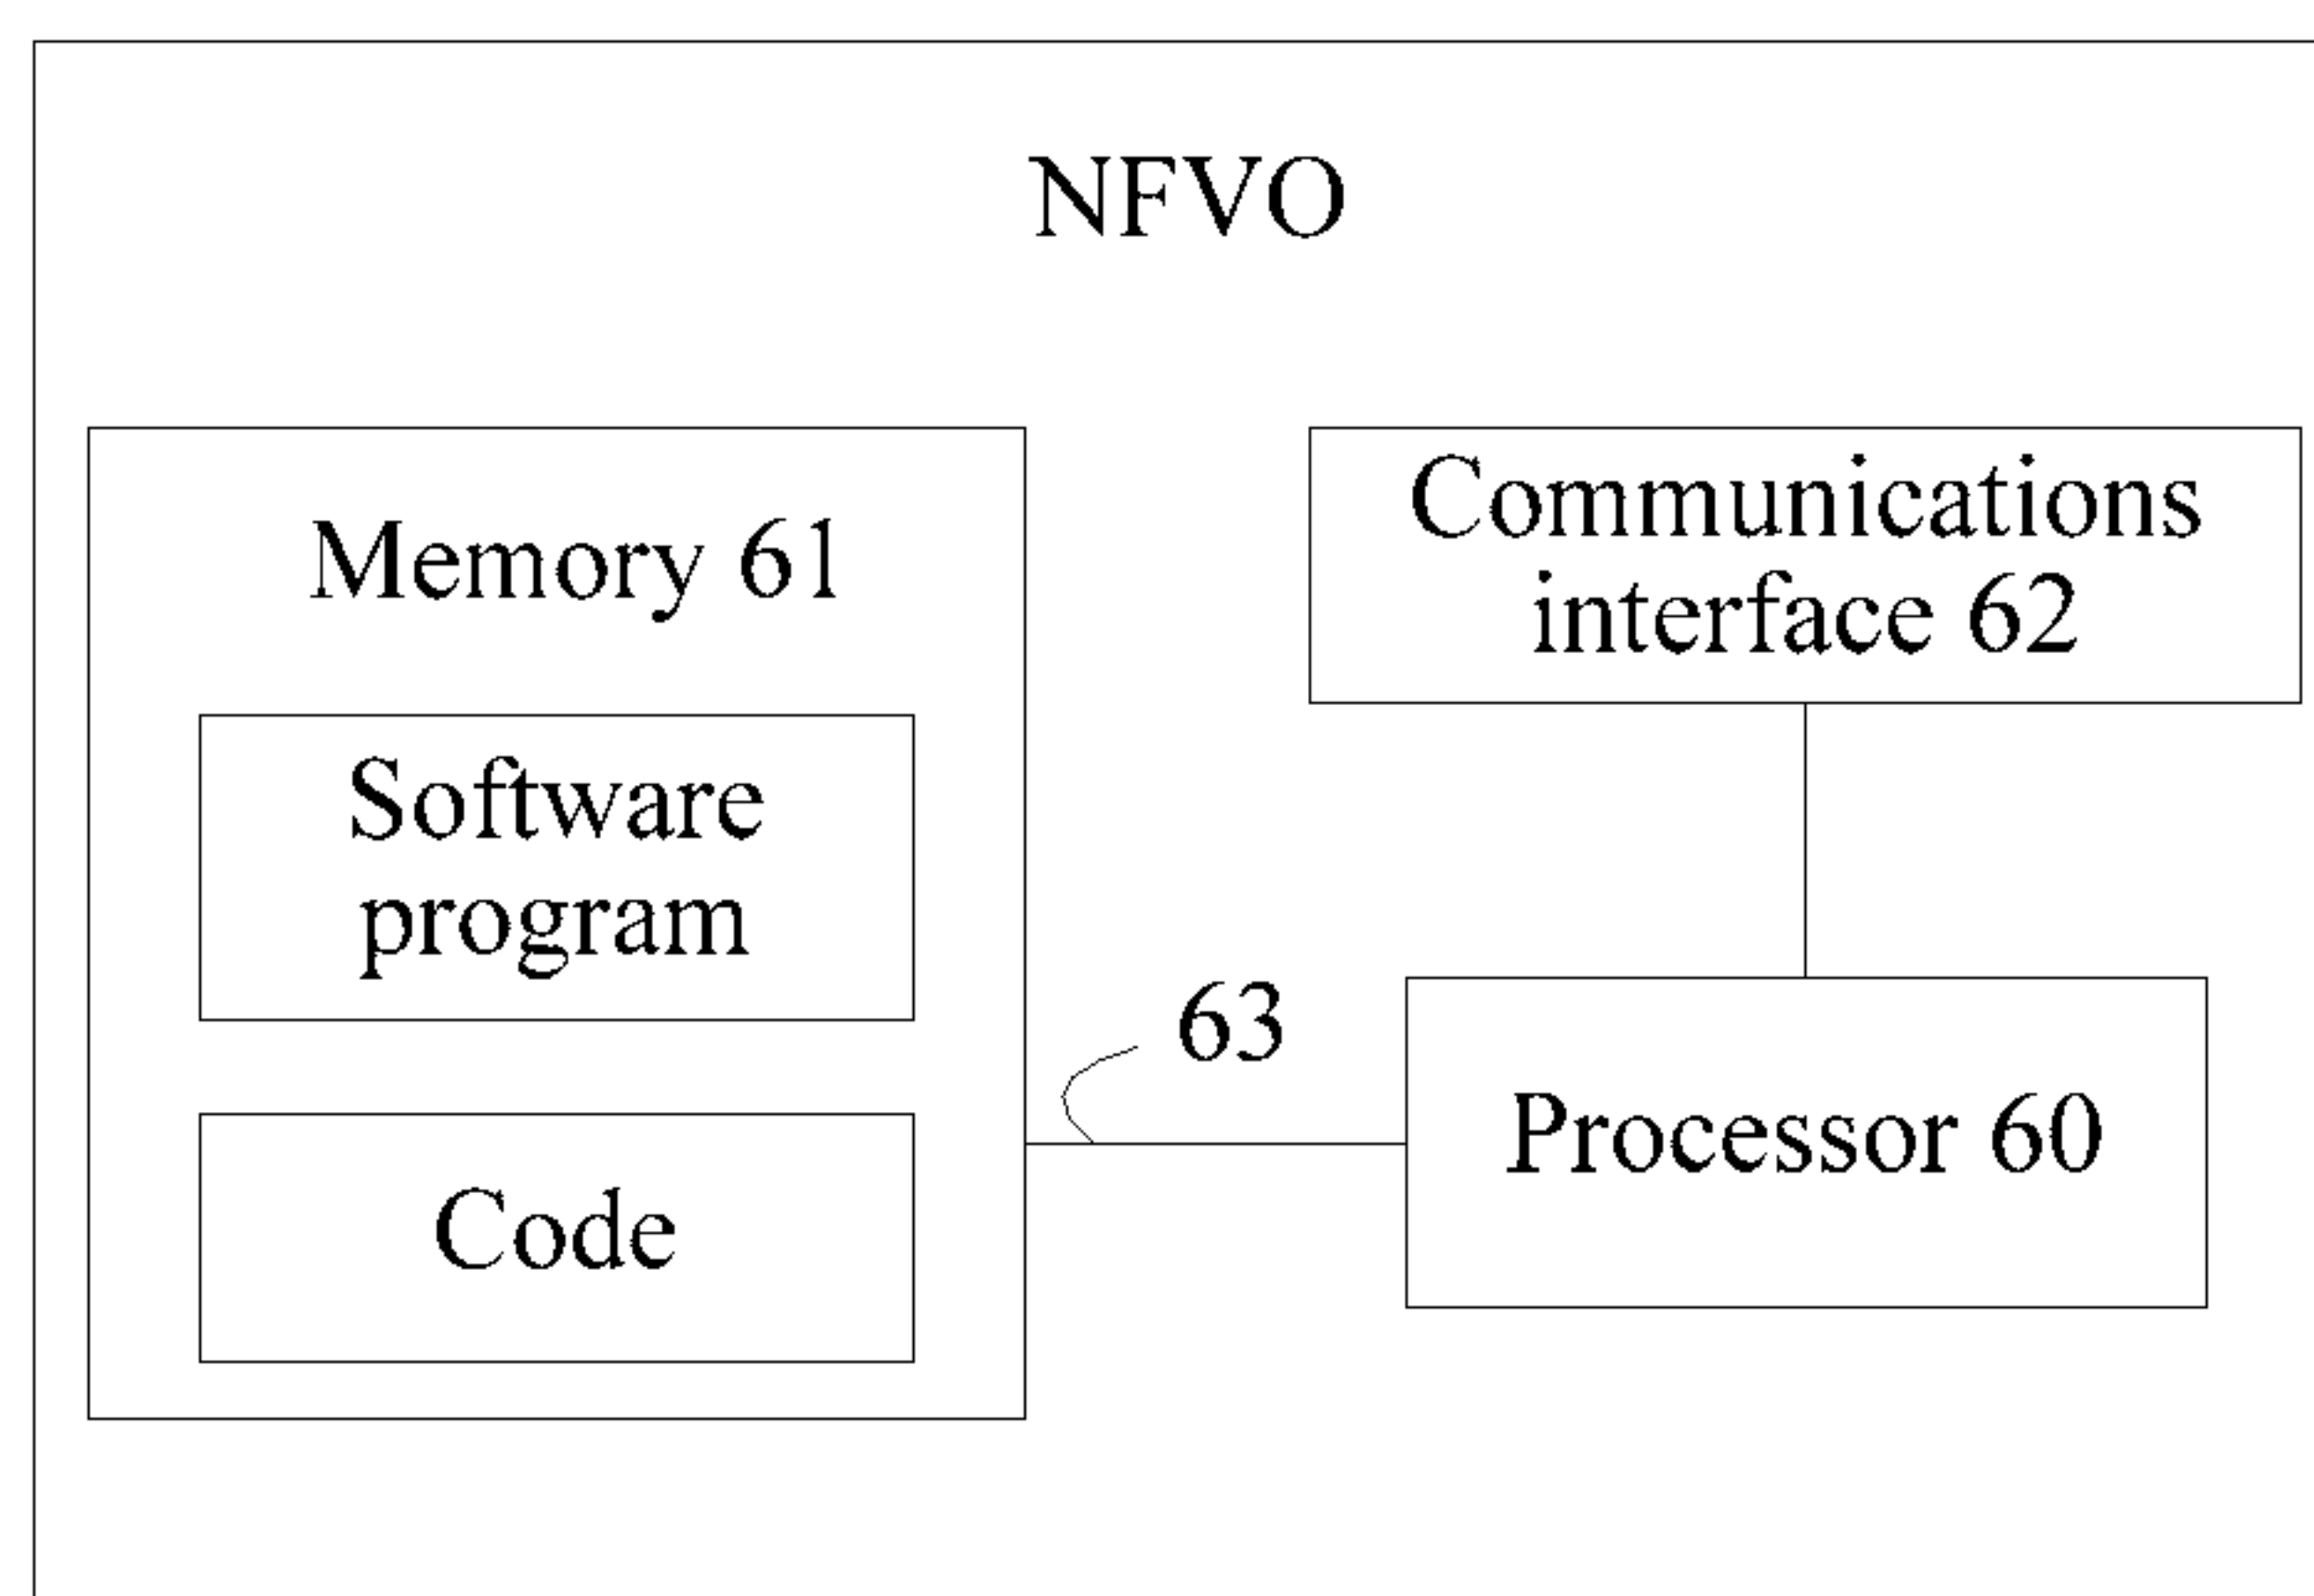 NFVO
Memory 61
Software
program
Code
Communications
interface 62
63
Processor 60